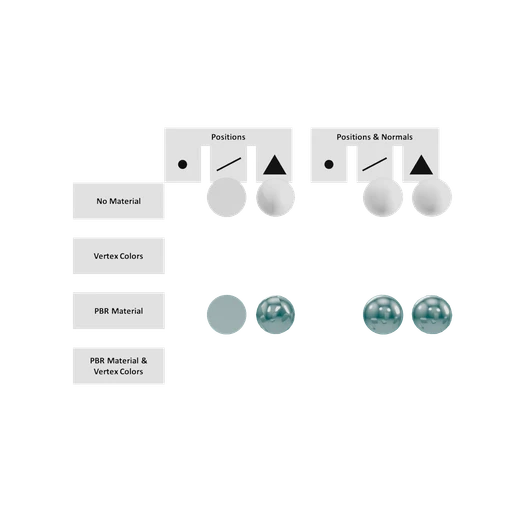 Positions
Positions & Normals
No Material
Vertex Colors
PBR Material
PBR Material &
Vertex Colors